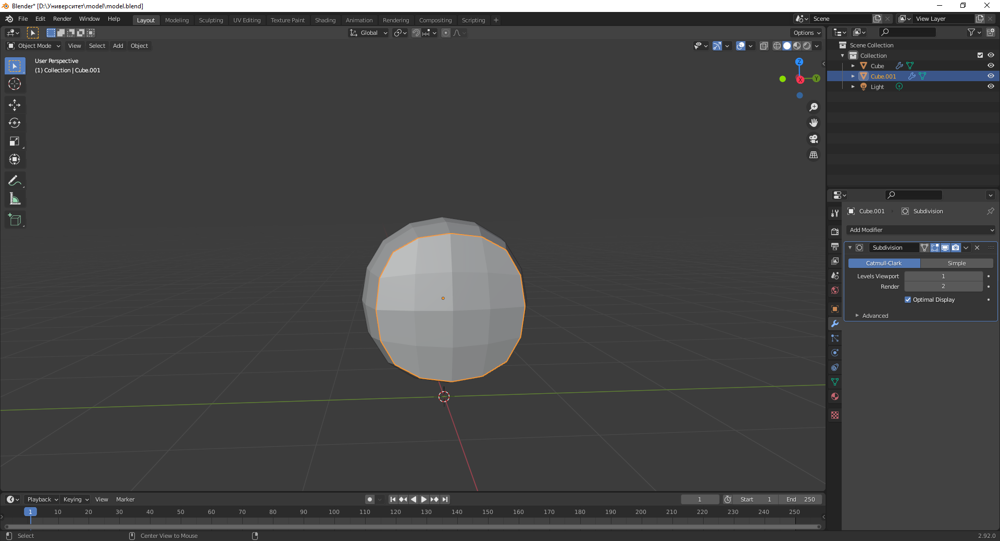 Blender* [D:\Университет\model\model.blend]
File Edit Render Window Help Layout Modeling Sculpting UV Editing Texture Paint Shading Animation Rendering Compositing Scripting + Scene View Layer
Global Options
Object Mode View Select Add Object
User Perspective
(1) Collection | Cube.001
Z
X
Y
Scene Collection
Collection
Cube
Cube.001
Light
Cube.001 Subdivision
Add Modifier
Subdivision
Catmull-Clark Simple
Levels Viewport 1
Render 2
Optimal Display
Advanced
Playback Keying View Marker 1 Start 1 End 250
1 10 20 30 40 50 60 70 80 90 100 110 120 130 140 150 160 170 180 190 200 210 220 230 240 250
Select Center View to Mouse 2.92.0